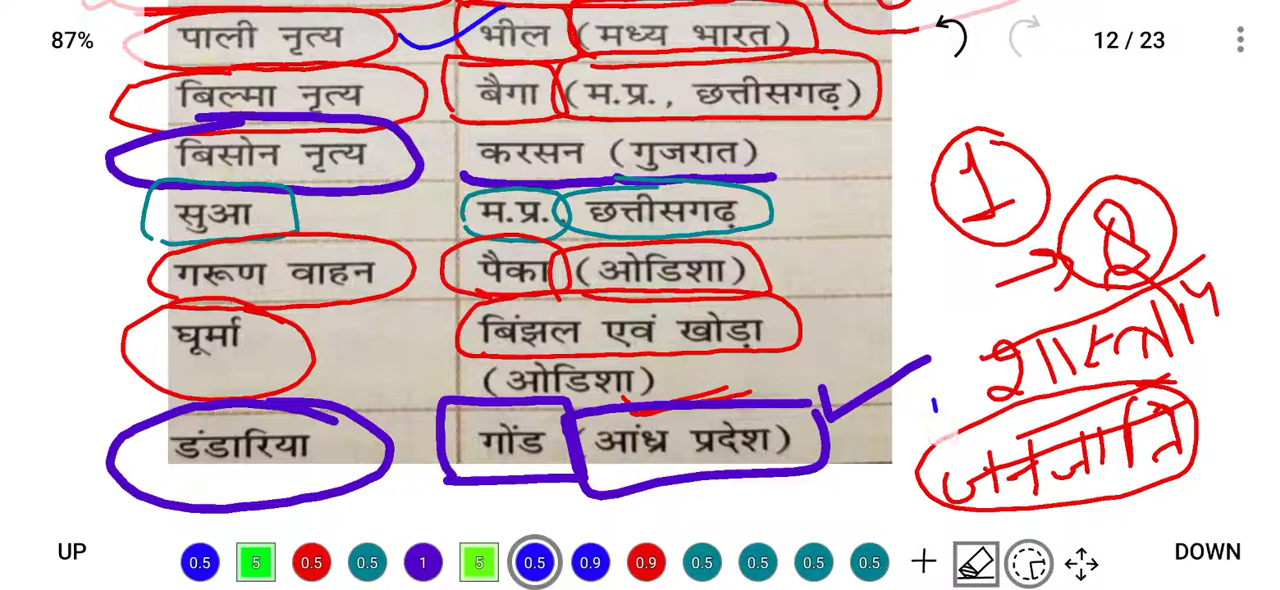 87%
पाली नृत्य भील (मध्य भारत)
12 / 23
बिल्मा नृत्य बैगा (म.प्र., छत्तीसगढ़)
बिसोन नृत्य करसन (गुजरात)
सुआ म.प्र. छत्तीसगढ़
गरूण वाहन पैका (ओडिशा)
घूर्मा बिंझल एवं खोड़ा
(ओडिशा)
डंडारिया गोंड (आंध्र प्रदेश)
1
2
जनजाति
UP 0.5 5 0.5 0.5 1 5 0.5 0.9 0.9 0.5 0.5 0.5 0.5 DOWN